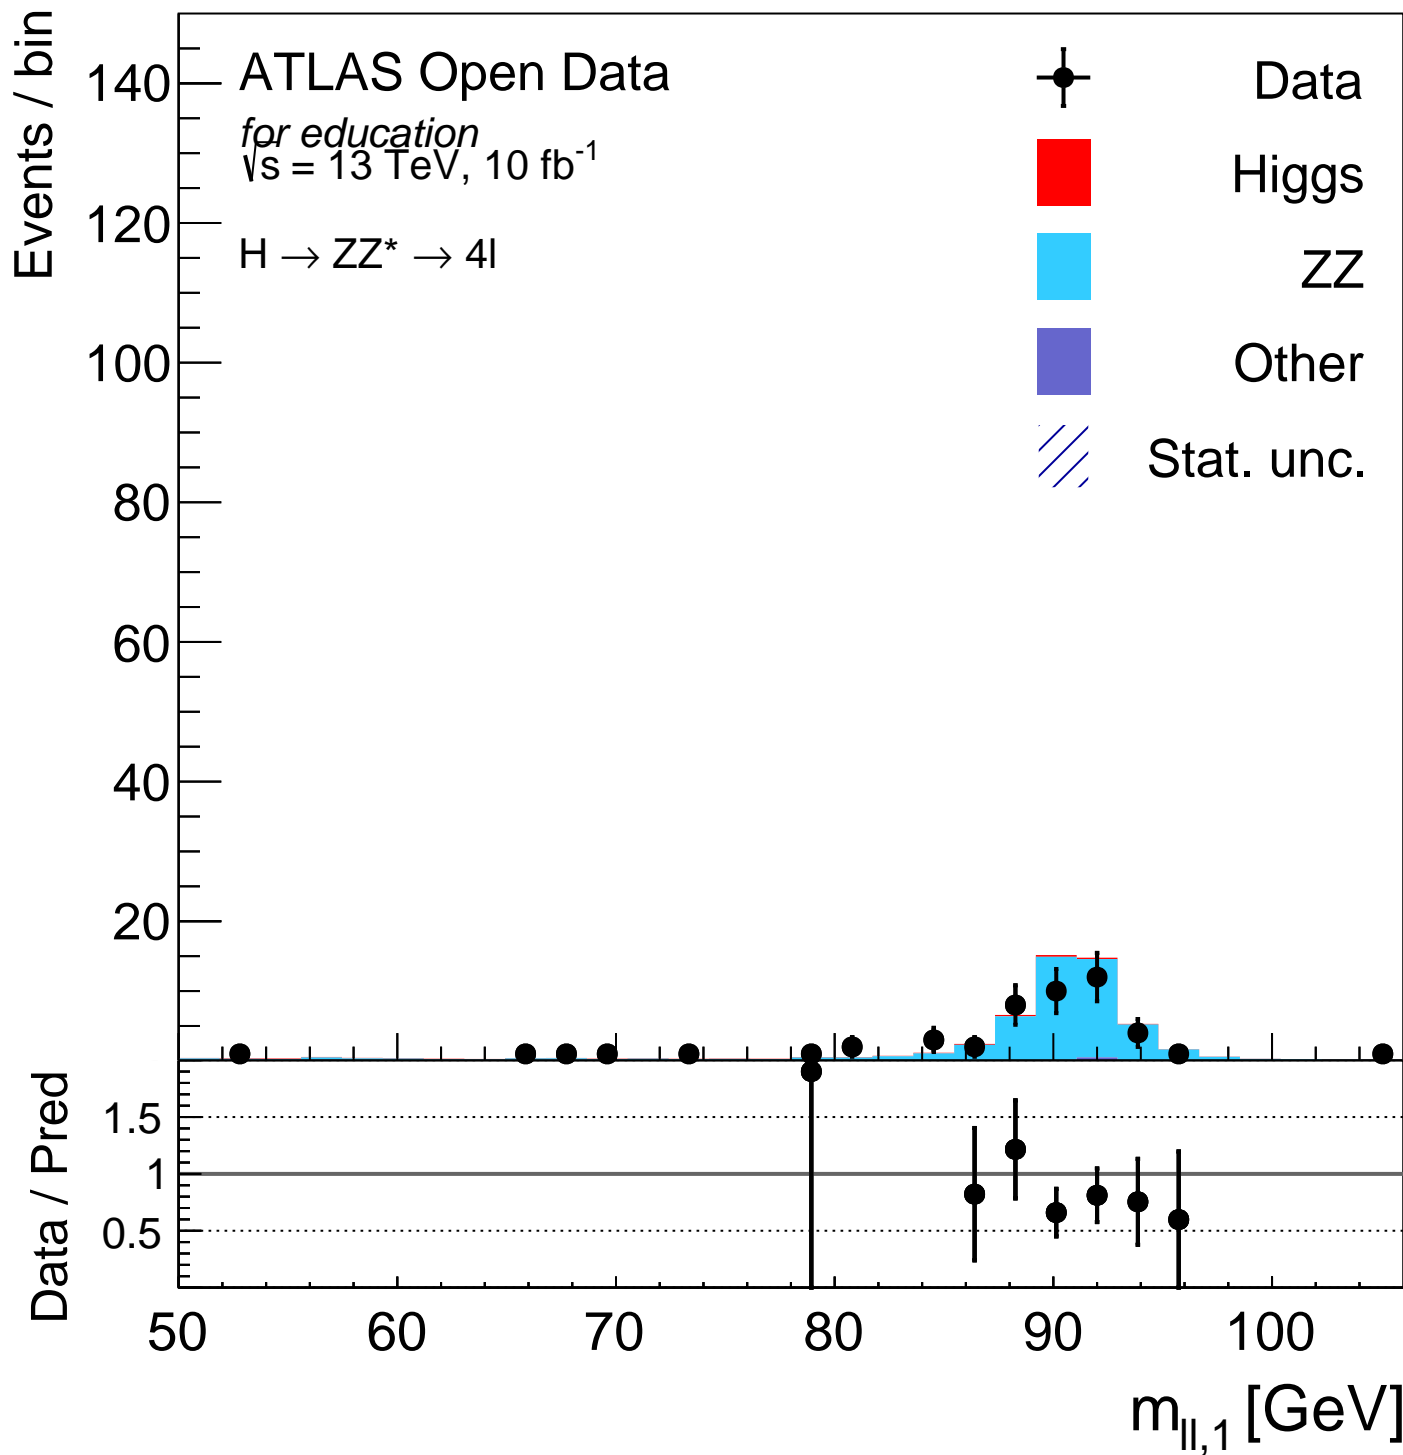 Events / bin
140
120
100
80
60
40
20
ATLAS Open Data
for education
√s = 13 TeV, 10 fb⁻¹
H → ZZ* → 4l
Data
Higgs
ZZ
Other
Stat. unc.
Data / Pred
1.5
1
0.5
50 60 70 80 90 100
m_ll,1 [GeV]